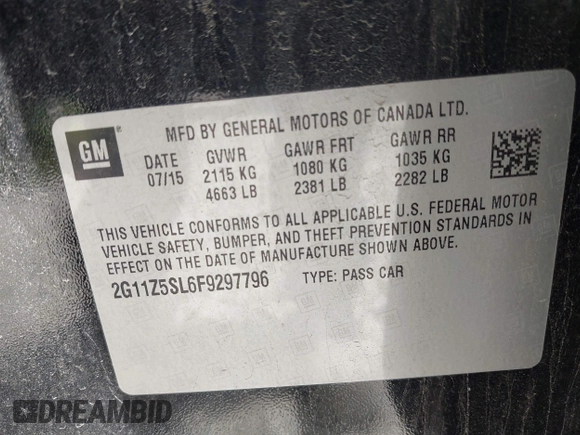 GM
MFD BY GENERAL MOTORS OF CANADA LTD.
DATE GVWR GAWR FRT GAWR RR
07/15 2115 KG 1080 KG 1035 KG
4663 LB 2381 LB 2282 LB
THIS VEHICLE CONFORMS TO ALL APPLICABLE U.S. FEDERAL MOTOR
VEHICLE SAFETY, BUMPER, AND THEFT PREVENTION STANDARDS IN
EFFECT ON THE DATE OF MANUFACTURE SHOWN ABOVE.
2G11Z5SL6F9297796 TYPE: PASS CAR
DREAMBID